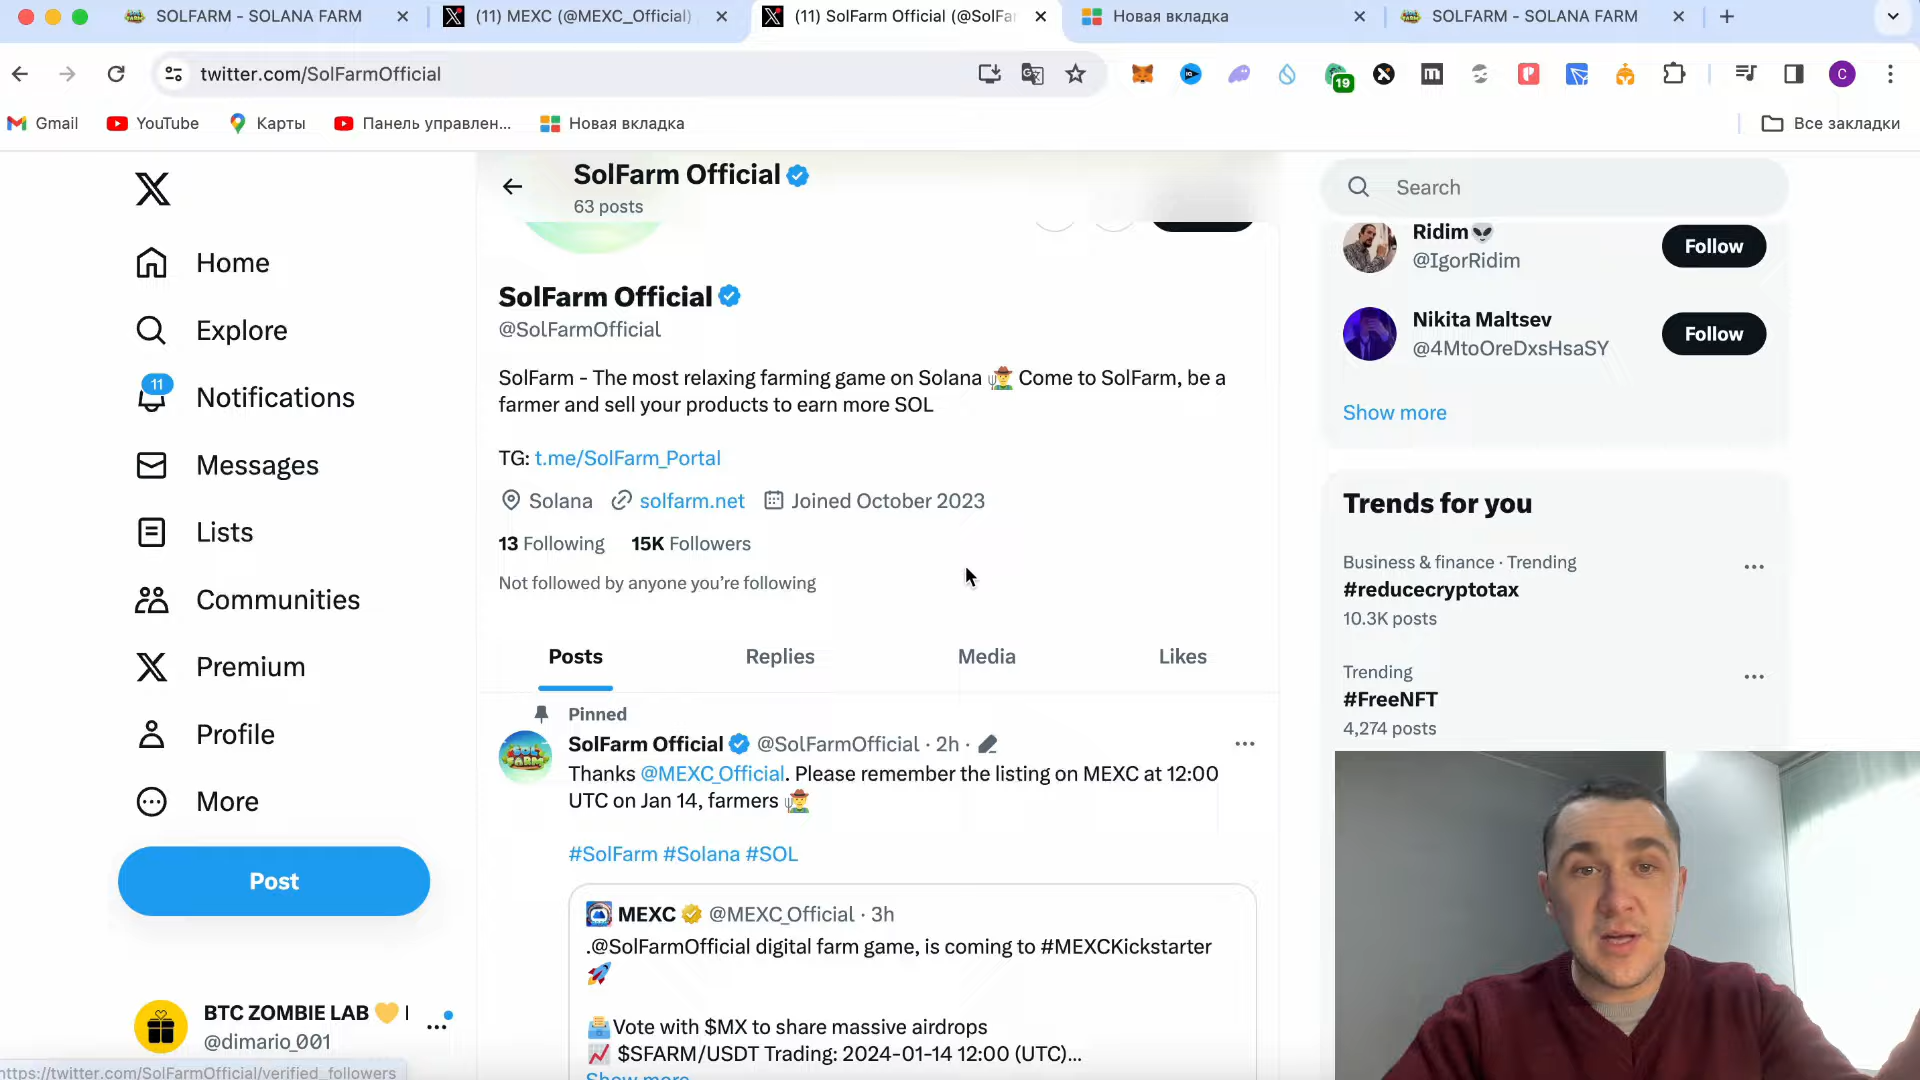 SOLFARM - SOLANA FARM
(11) MEXC (@MEXC_Official)
(11) SolFarm Official (@SolFar
Новая вкладка
SOLFARM - SOLANA FARM
twitter.com/SolFarmOfficial
19
C
Gmail
YouTube
Карты
Панель управлен...
Новая вкладка
Все закладки
Home
Explore
11
Notifications
Messages
Lists
Communities
Premium
Profile
More
Post
BTC ZOMBIE LAB 💛 |
@dimario_001
https://twitter.com/SolFarmOfficial/verified_followers
SolFarm Official
63 posts
SolFarm Official
@SolFarmOfficial
SolFarm - The most relaxing farming game on Solana 🧑‍🌾 Come to SolFarm, be a
farmer and sell your products to earn more SOL
TG: t.me/SolFarm_Portal
Solana solfarm.net Joined October 2023
13 Following 15K Followers
Not followed by anyone you’re following
Posts Replies Media Likes
Pinned
SOL FARM
SolFarm Official @SolFarmOfficial · 2h ·
Thanks @MEXC_Official. Please remember the listing on MEXC at 12:00
UTC on Jan 14, farmers 🧑‍🌾
#SolFarm #Solana #SOL
MEXC @MEXC_Official · 3h
.@SolFarmOfficial digital farm game, is coming to #MEXCKickstarter
🚀
🗳️Vote with $MX to share massive airdrops
📈 $SFARM/USDT Trading: 2024-01-14 12:00 (UTC)...
Show more
Search
Ridim👽
@IgorRidim
Follow
Nikita Maltsev
@4MtoOreDxsHsaSY
Follow
Show more
Trends for you
Business & finance · Trending
#reducecryptotax
10.3K posts
Trending
#FreeNFT
4,274 posts